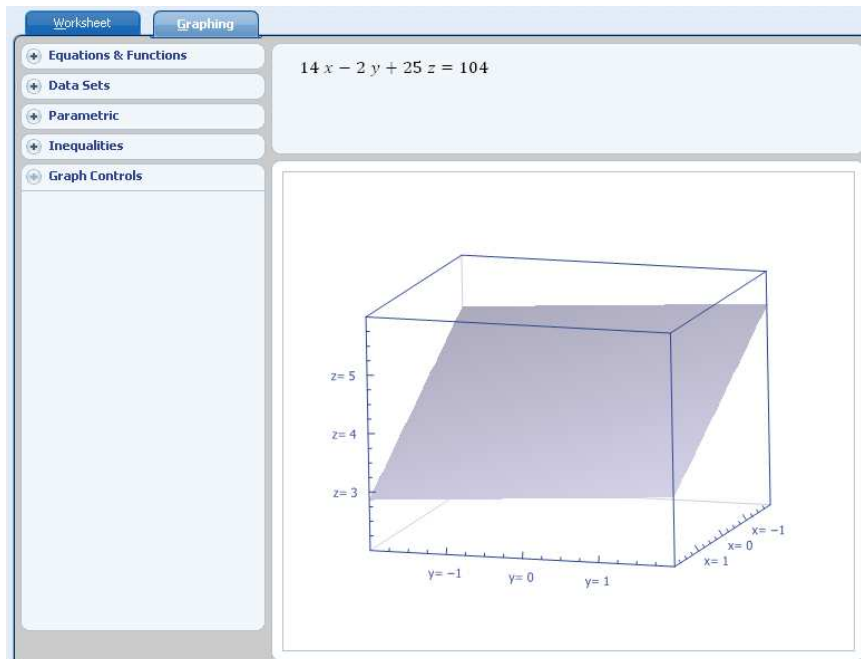 Worksheet
Graphing
Equations & Functions
Data Sets
Parametric
Inequalities
Graph Controls
14 x − 2 y + 25 z = 104
z= 5
z= 4
z= 3
y= −1
y= 0
y= 1
x= 1
x= 0
x= −1